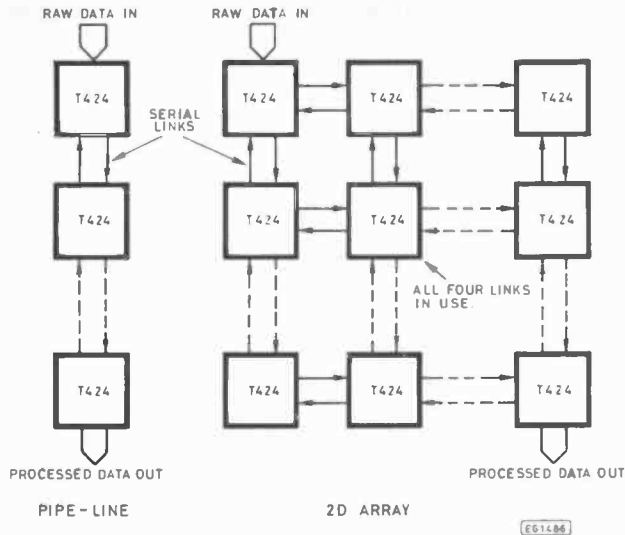 RAW DATA IN
RAW DATA IN
T424
T424
T424
T424
SERIAL
LINKS
T424
T424
T424
T424
ALL FOUR LINKS
IN USE.
T424
T424
T424
T424
PROCESSED DATA OUT
PROCESSED DATA OUT
PIPE-LINE
2D ARRAY
EG1486